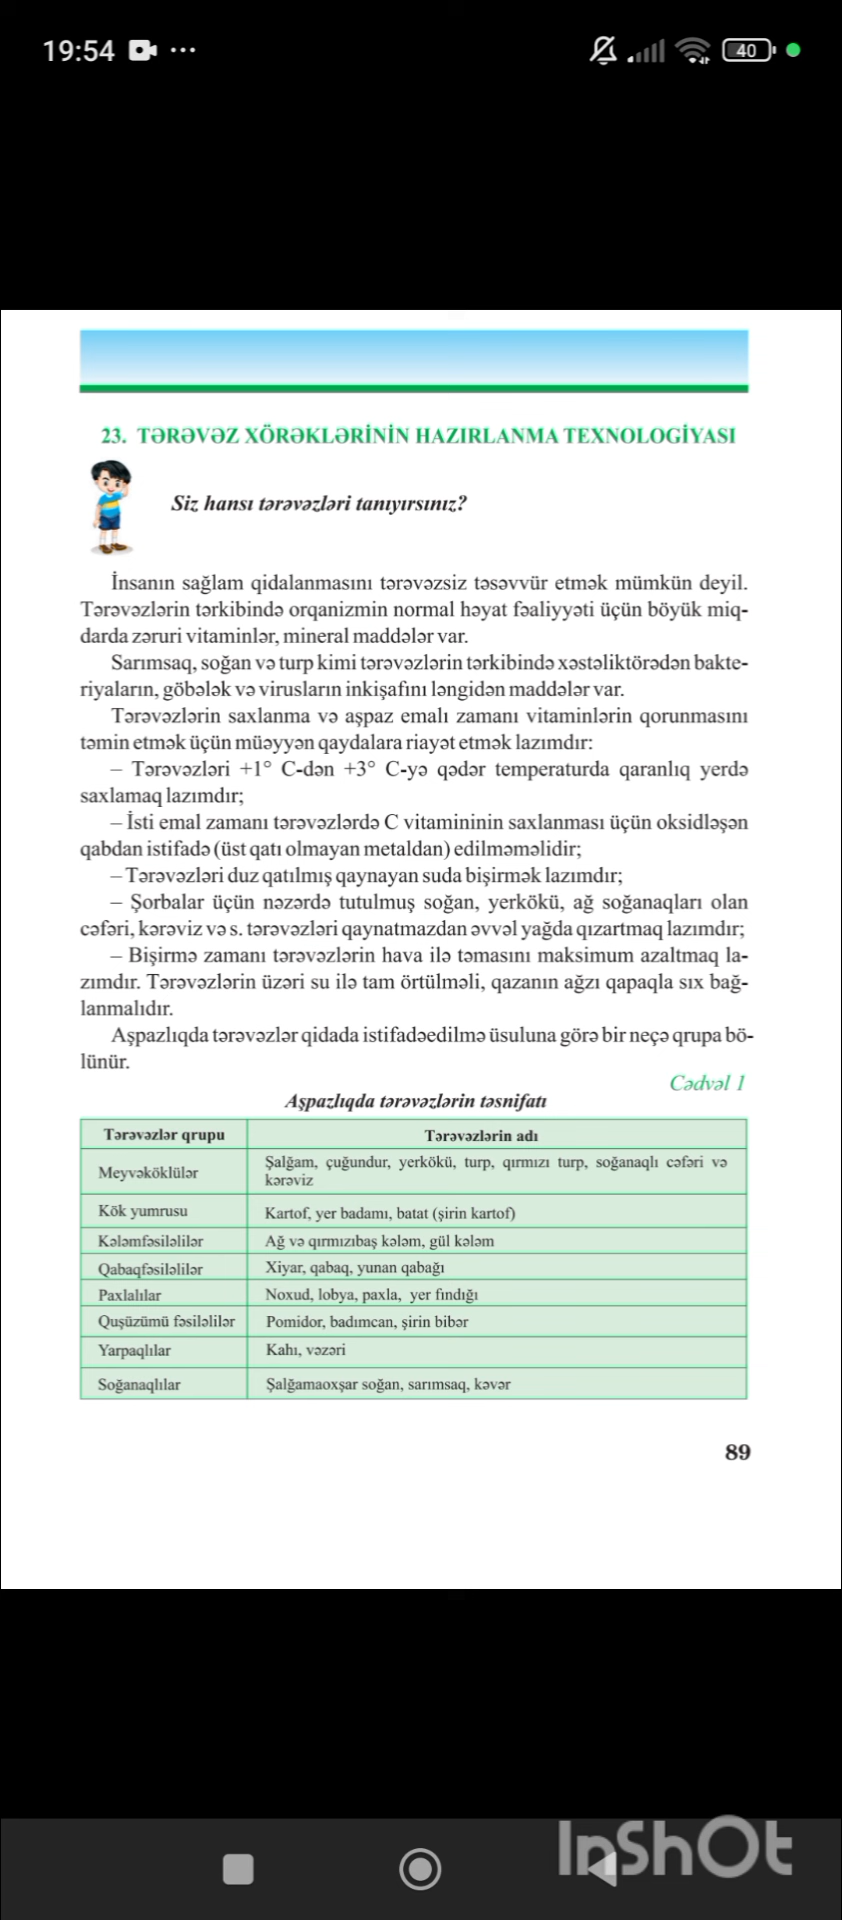 19:54
40
23. TƏRƏVƏZ XÖRƏKLƏRİNİN HAZIRLANMA TEXNOLOGİYASI
Siz hansı tərəvəzləri tanıyırsınız?
İnsanın sağlam qidalanmasını tərəvəzsiz təsəvvür etmək mümkün deyil.
Tərəvəzlərin tərkibində orqanizmin normal həyat fəaliyyəti üçün böyük miq-
darda zəruri vitaminlər, mineral maddələr var.
Sarımsaq, soğan və turp kimi tərəvəzlərin tərkibində xəstəliktörədən bakte-
riyaların, göbələk və virusların inkişafını ləngidən maddələr var.
Tərəvəzlərin saxlanma və aşpaz emalı zamanı vitaminlərin qorunmasını
təmin etmək üçün müəyyən qaydalara riayət etmək lazımdır:
– Tərəvəzləri +1° C-dən +3° C-yə qədər temperaturda qaranlıq yerdə
saxlamaq lazımdır;
– İsti emal zamanı tərəvəzlərdə C vitamininin saxlanması üçün oksidləşən
qabdan istifadə (üst qatı olmayan metaldan) edilməməlidir;
– Tərəvəzləri duz qatılmış qaynayan suda bişirmək lazımdır;
– Şorbalar üçün nəzərdə tutulmuş soğan, yerkökü, ağ soğanaqları olan
cəfəri, kərəviz və s. tərəvəzləri qaynatmazdan əvvəl yağda qızartmaq lazımdır;
– Bişirmə zamanı tərəvəzlərin hava ilə təmasını maksimum azaltmaq la-
zımdır. Tərəvəzlərin üzəri su ilə tam örtülməli, qazanın ağzı qapaqla sıx bağ-
lanmalıdır.
Aşpazlıqda tərəvəzlər qidada istifadəedilmə üsuluna görə bir neçə qrupa bö-
lünür.
Cədvəl 1
Aşpazlıqda tərəvəzlərin təsnifatı
Tərəvəzlər qrupu Tərəvəzlərin adı
Meyvəköklülər Şalğam, çuğundur, yerkökü, turp, qırmızı turp, soğanaqlı cəfəri və
kərəviz
Kök yumrusu Kartof, yer badamı, batat (şirin kartof)
Kələmfəsiləlilər Ağ və qırmızıbaş kələm, gül kələm
Qabaqfəsiləlilər Xiyar, qabaq, yunan qabağı
Paxlalılar Noxud, lobya, paxla, yer fındığı
Quşüzümü fəsiləlilər Pomidor, badımcan, şirin bibər
Yarpaqlılar Kahı, vəzəri
Soğanaqlılar Şalğamaoxşar soğan, sarımsaq, kəvər
89
InShOt